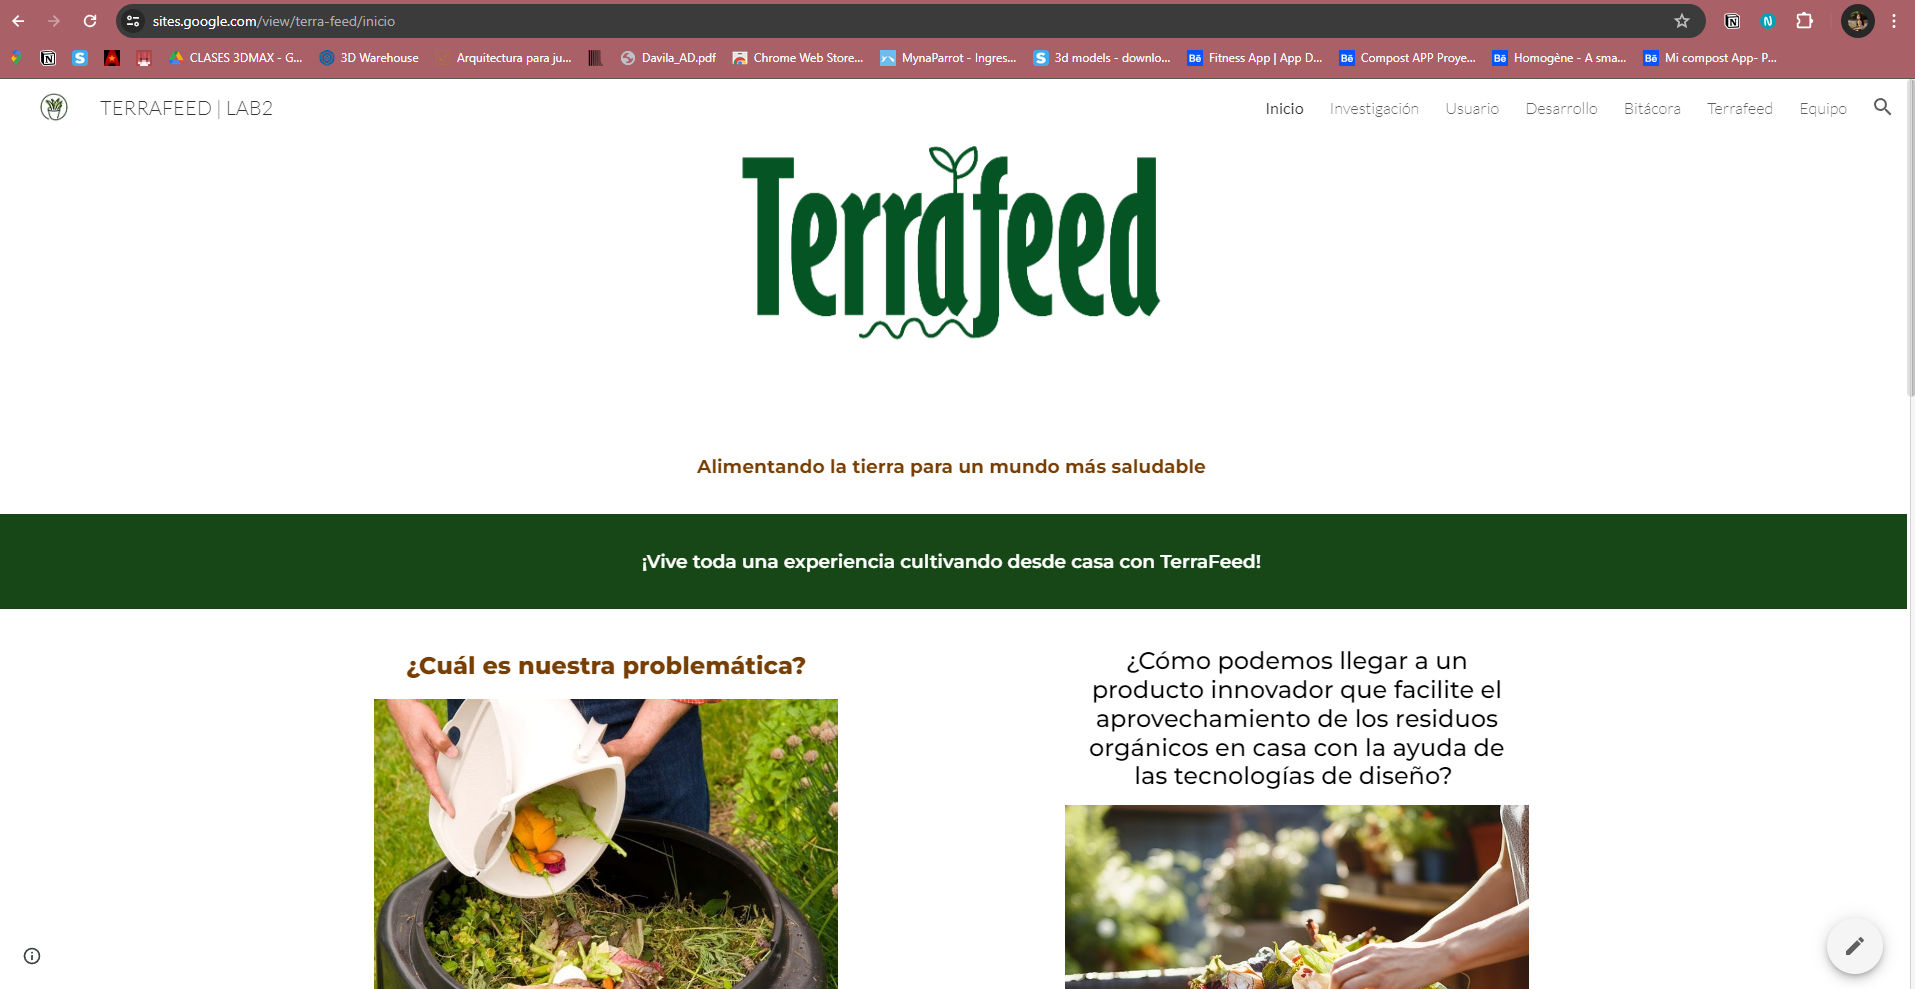 sites.google.com/view/terra-feed/inicio
CLASES 3DMAX - G... 3D Warehouse Arquitectura para ju... Davila_AD.pdf Chrome Web Store... MynaParrot - Ingres... 3d models - downlo... Bē Fitness App | App D... Bē Compost APP Proye... Bē Homogène - A sma... Bē Mi compost App- P...
TERRAFEED | LAB2
Inicio Investigación Usuario Desarrollo Bitácora Terrafeed Equipo
Terrafeed
Alimentando la tierra para un mundo más saludable
¡Vive toda una experiencia cultivando desde casa con TerraFeed!
¿Cuál es nuestra problemática?
¿Cómo podemos llegar a un
producto innovador que facilite el
aprovechamiento de los residuos
orgánicos en casa con la ayuda de
las tecnologías de diseño?